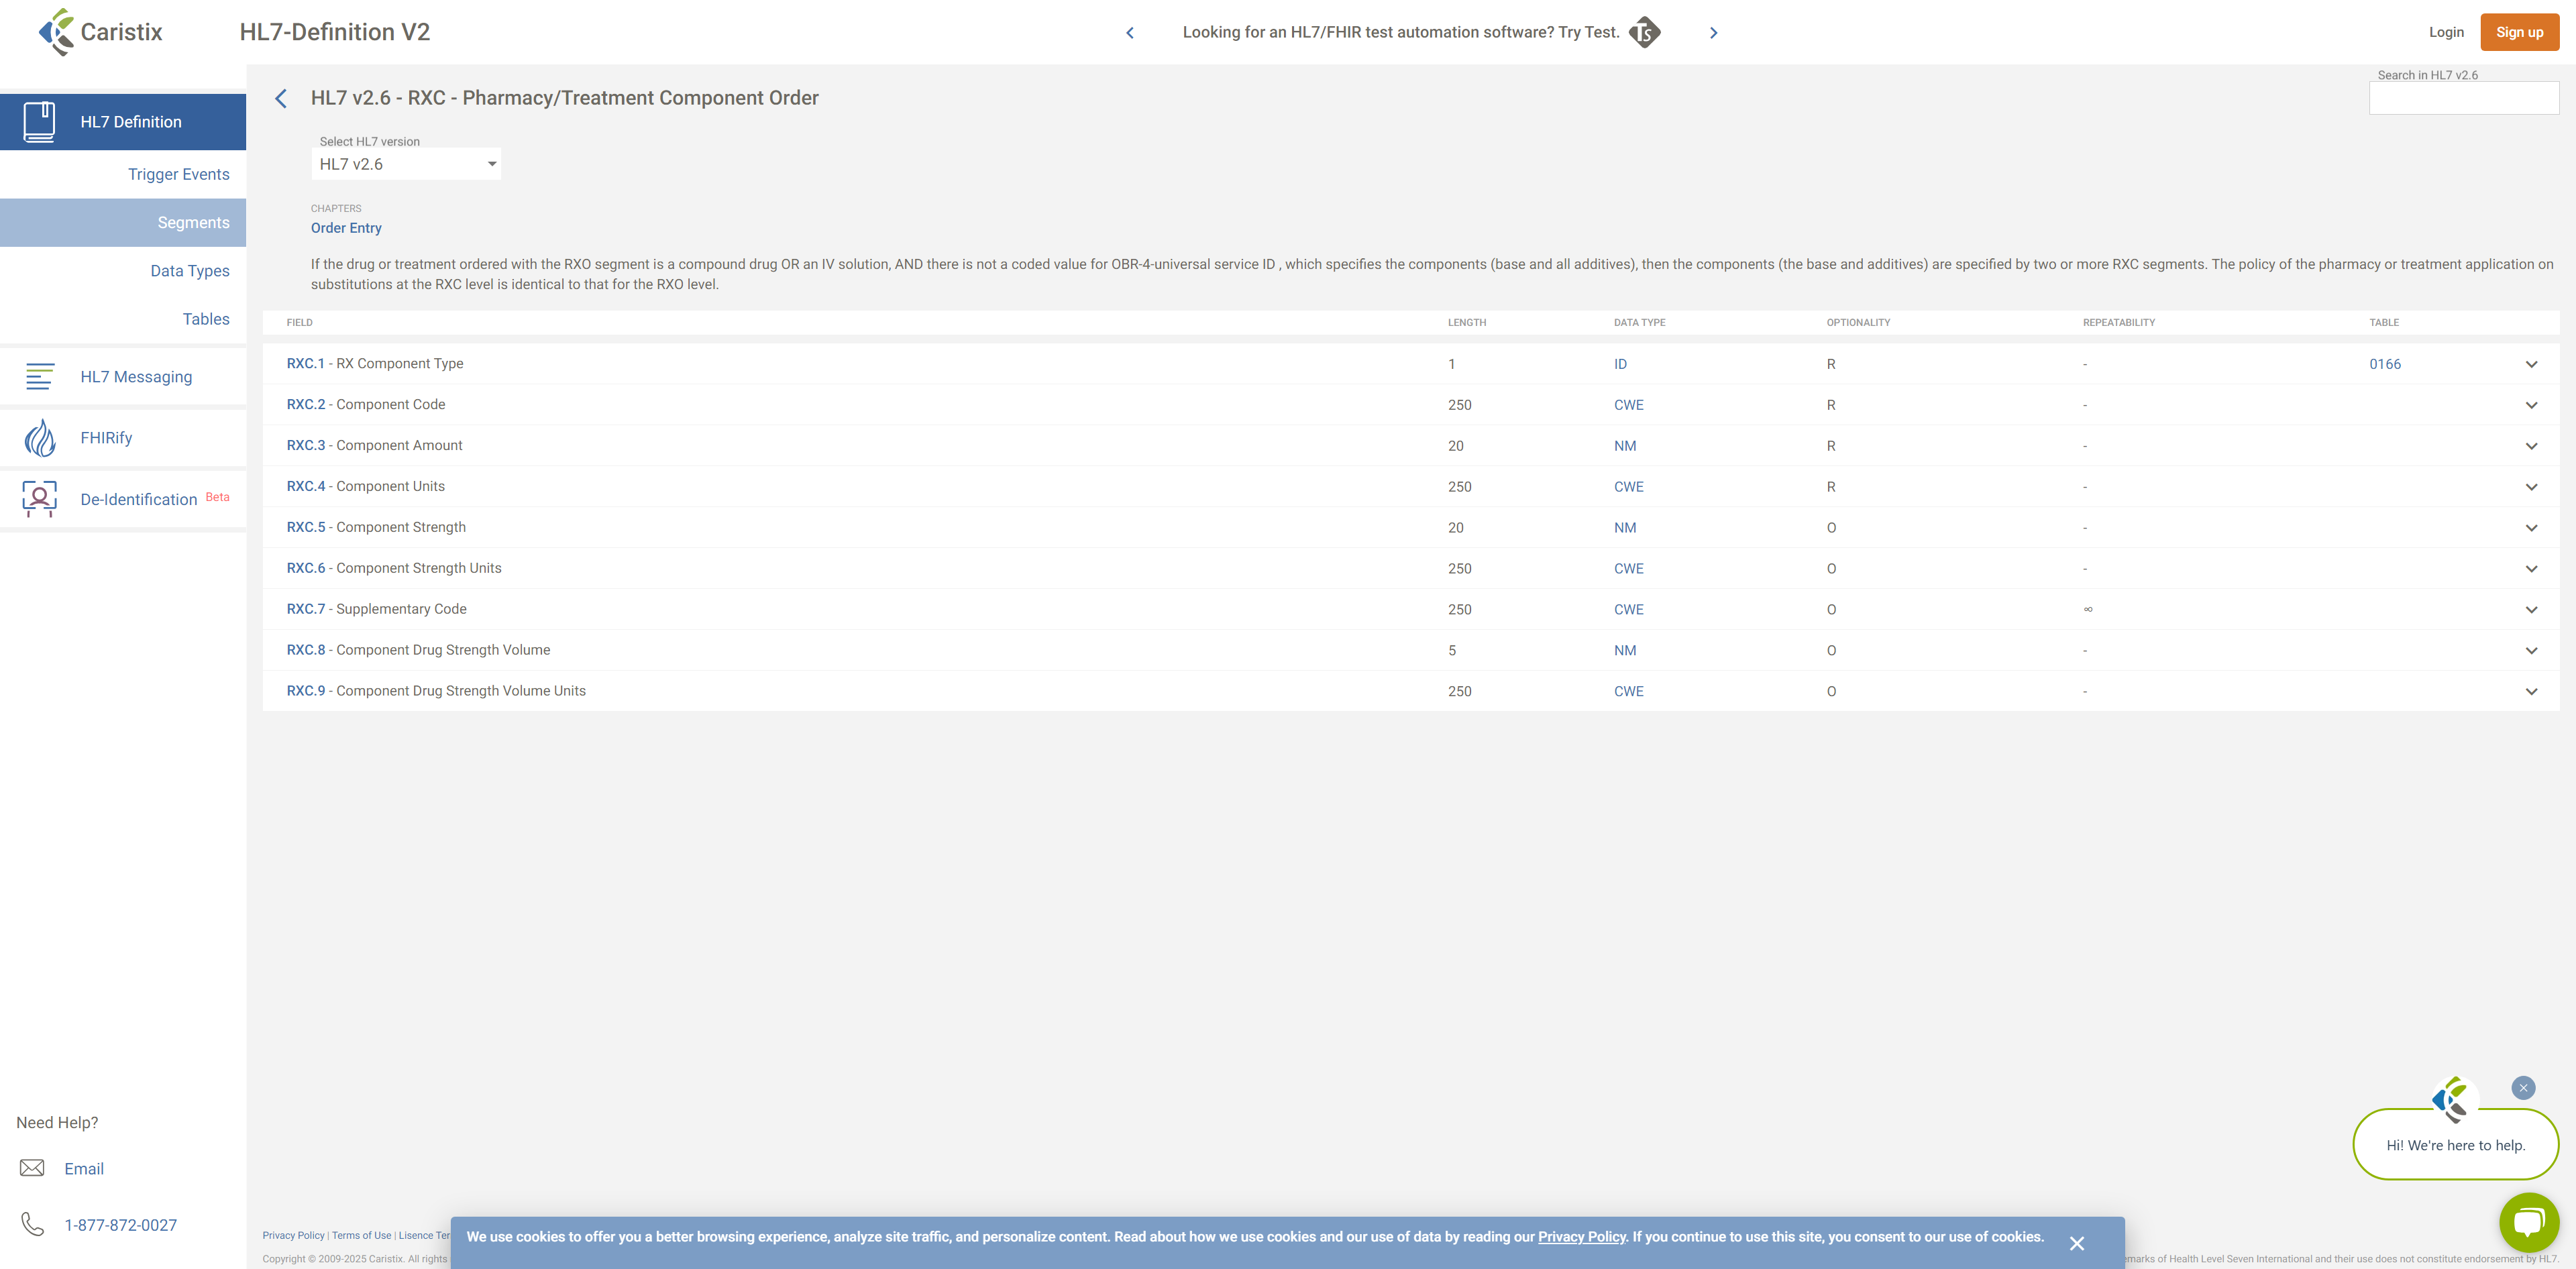 Caristix
HL7-Definition V2
Looking for an HL7/FHIR test automation software? Try Test.
Ts
Login
Sign up
HL7 Definition
Trigger Events
Segments
Data Types
Tables
HL7 Messaging
FHIRify
De-Identification Beta
Need Help?
Email
1-877-872-0027
HL7 v2.6 - RXC - Pharmacy/Treatment Component Order
Search in HL7 v2.6
Select HL7 version
HL7 v2.6
CHAPTERS
Order Entry
If the drug or treatment ordered with the RXO segment is a compound drug OR an IV solution, AND there is not a coded value for OBR-4-universal service ID , which specifies the components (base and all additives), then the components (the base and additives) are specified by two or more RXC segments. The policy of the pharmacy or treatment application on
substitutions at the RXC level is identical to that for the RXO level.
FIELD LENGTH DATA TYPE OPTIONALITY REPEATABILITY TABLE
RXC.1 - RX Component Type 1 ID R - 0166
RXC.2 - Component Code 250 CWE R -
RXC.3 - Component Amount 20 NM R -
RXC.4 - Component Units 250 CWE R -
RXC.5 - Component Strength 20 NM O -
RXC.6 - Component Strength Units 250 CWE O -
RXC.7 - Supplementary Code 250 CWE O ∞
RXC.8 - Component Drug Strength Volume 5 NM O -
RXC.9 - Component Drug Strength Volume Units 250 CWE O -
Hi! We're here to help.
Privacy Policy | Terms of Use | Lisence Ter
We use cookies to offer you a better browsing experience, analyze site traffic, and personalize content. Read about how we use cookies and our use of data by reading our Privacy Policy. If you continue to use this site, you consent to our use of cookies.
Copyright © 2009-2025 Caristix. All rights
emarks of Health Level Seven International and their use does not constitute endorsement by HL7.